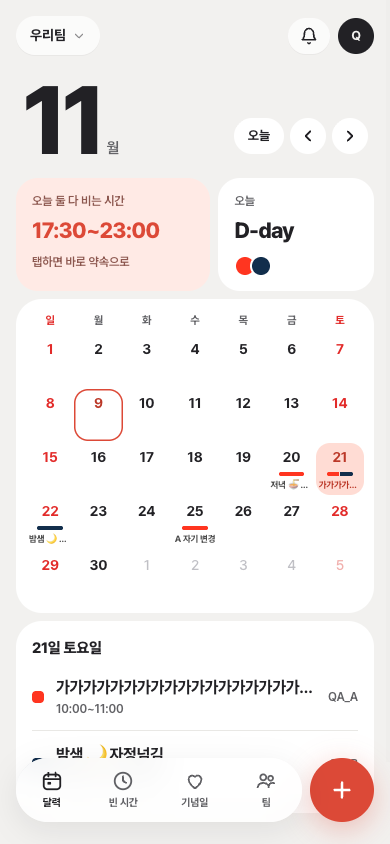 우리팀
Q
11월
오늘
오늘 둘 다 비는 시간
17:30~23:00
탭하면 바로 약속으로
오늘
D-day
일 월 화 수 목 금 토
1 2 3 4 5 6 7
8 9 10 11 12 13 14
15 16 17 18 19 20 21
저녁 🍜... 가가가가...
22 23 24 25 26 27 28
밤샘 🌙 ... A 자기 변경
29 30 1 2 3 4 5
21일 토요일
가가가가가가가가가가가가가가가가가가... QA_A
10:00~11:00
밤샘 🌙 자정넘김
달력 빈 시간 기념일 팀